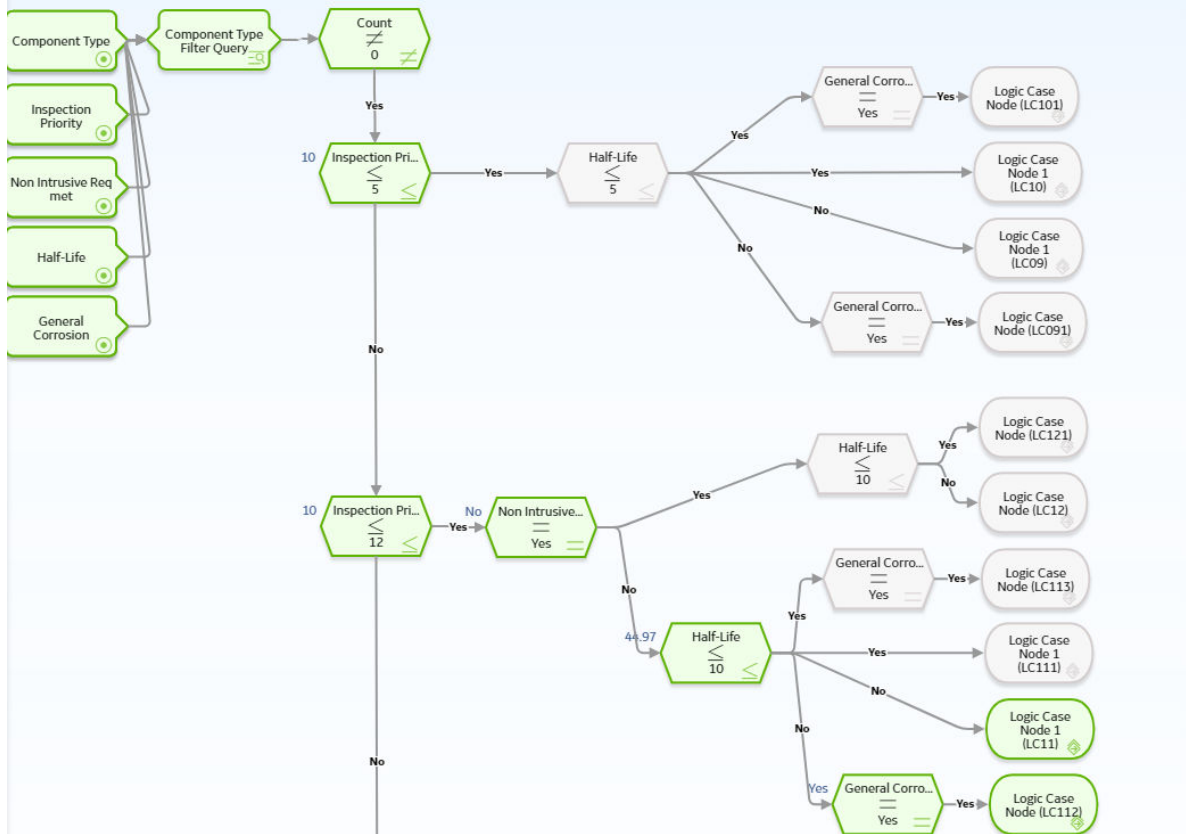 Component Type
Component Type
Filter Query
Count
≠
0
Inspection
Priority
Non Intrusive Req
met
Half-Life
General
Corrosion
Yes
10
Inspection Pri...
≤
5
Yes
Half-Life
≤
5
Yes
General Corro...
=
Yes
Yes
Logic Case
Node (LC101)
Yes
Logic Case
Node 1
(LC10)
No
Logic Case
Node 1
(LC09)
No
General Corro...
=
Yes
Yes
Logic Case
Node (LC091)
No
10
Inspection Pri...
≤
12
Yes
No
Non Intrusive...
=
Yes
Yes
Half-Life
≤
10
Yes
Logic Case
Node (LC121)
No
Logic Case
Node (LC12)
No
44.97
Half-Life
≤
10
Yes
General Corro...
=
Yes
Yes
Logic Case
Node (LC113)
Yes
Logic Case
Node 1
(LC111)
No
Logic Case
Node 1
(LC11)
No
Yes
General Corro...
=
Yes
Yes
Logic Case
Node (LC112)
No